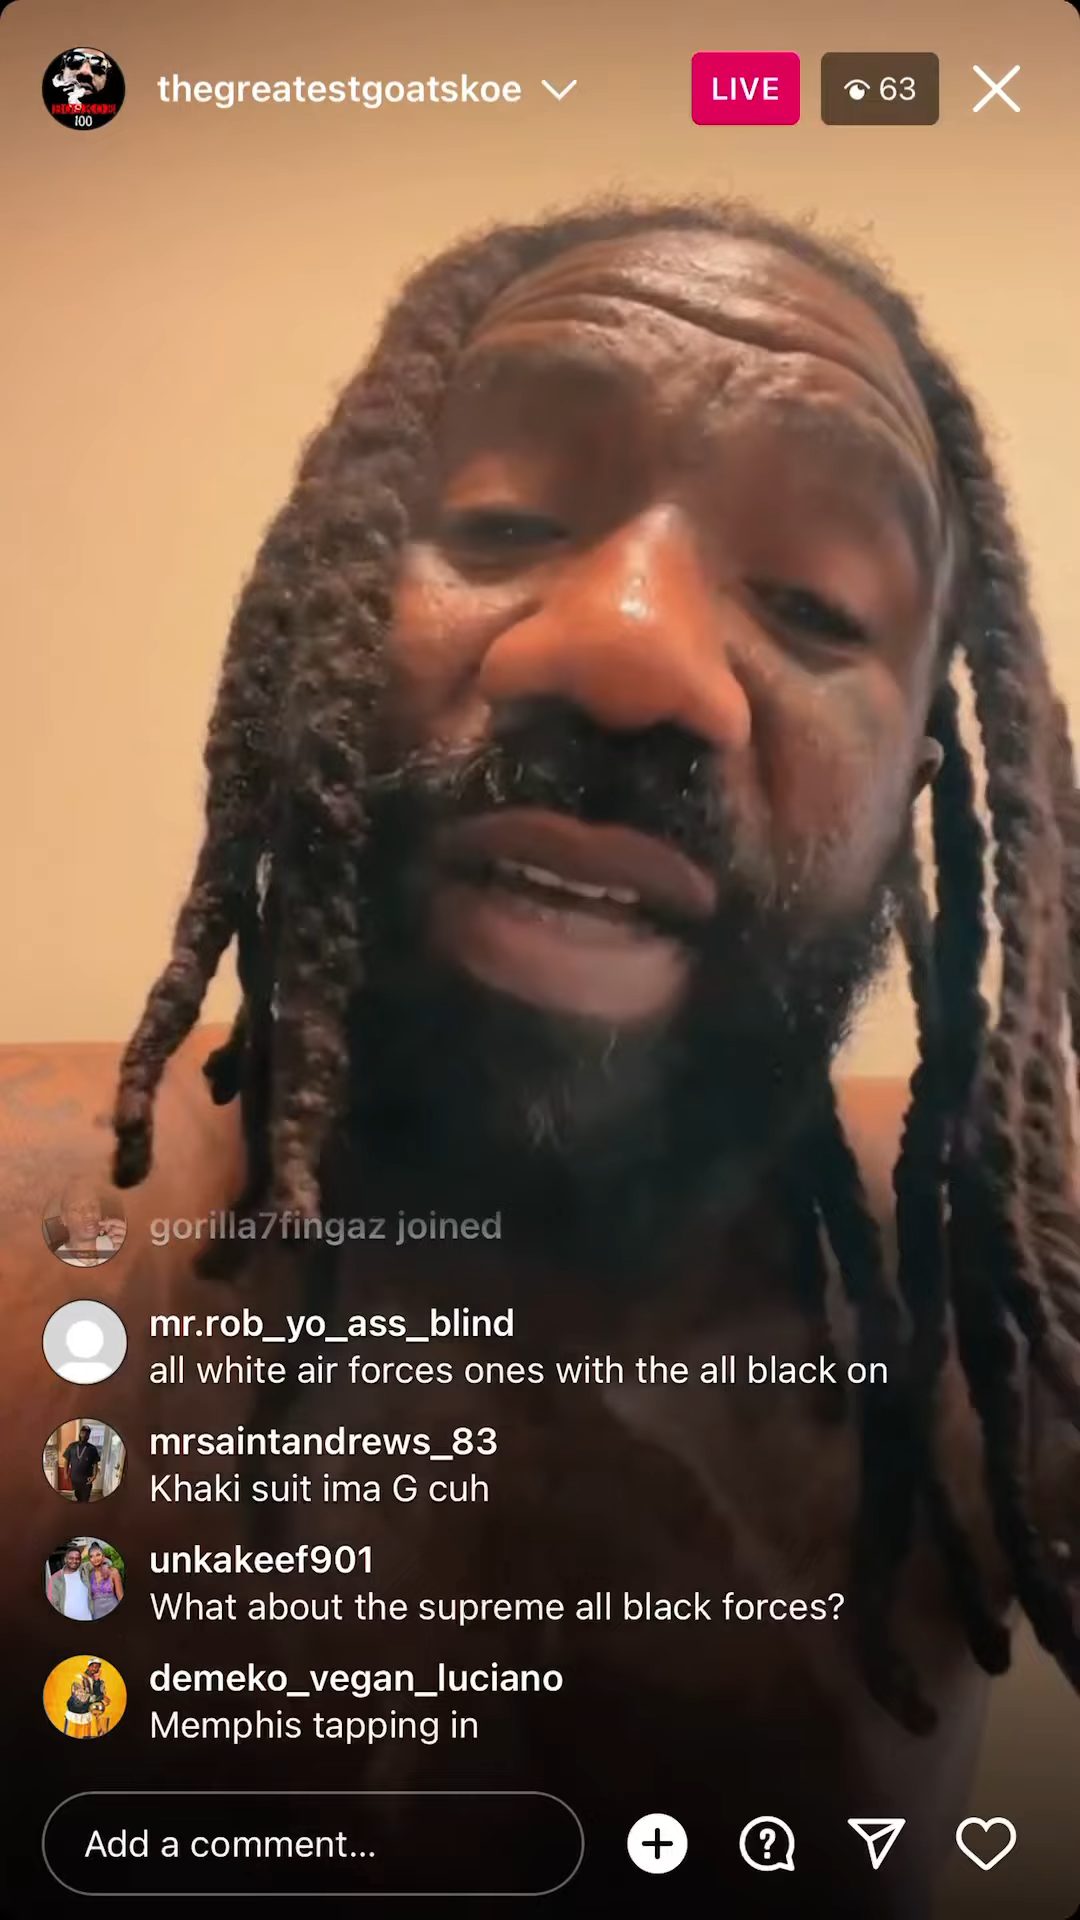 thegreatestgoatskoe
LIVE
63
100
gorilla7fingaz joined
mr.rob_yo_ass_blind
all white air forces ones with the all black on
mrsaintandrews_83
Khaki suit ima G cuh
unkakeef901
What about the supreme all black forces?
demeko_vegan_luciano
Memphis tapping in
Add a comment...